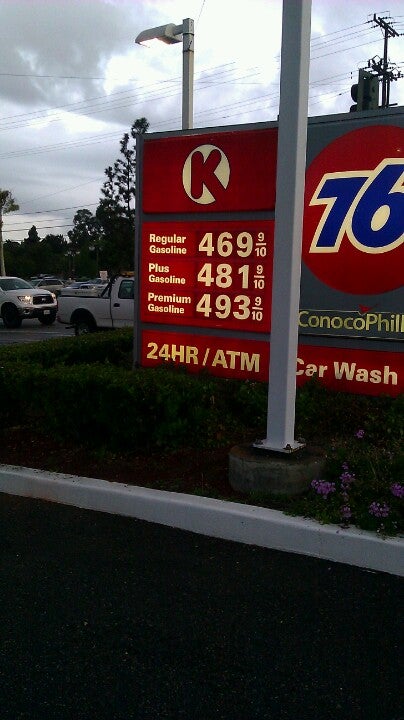 K
Regular Gasoline 469 9/10
Plus Gasoline 481 9/10
Premium Gasoline 493 9/10
24HR/ATM
76
ConocoPhill
Car Wash